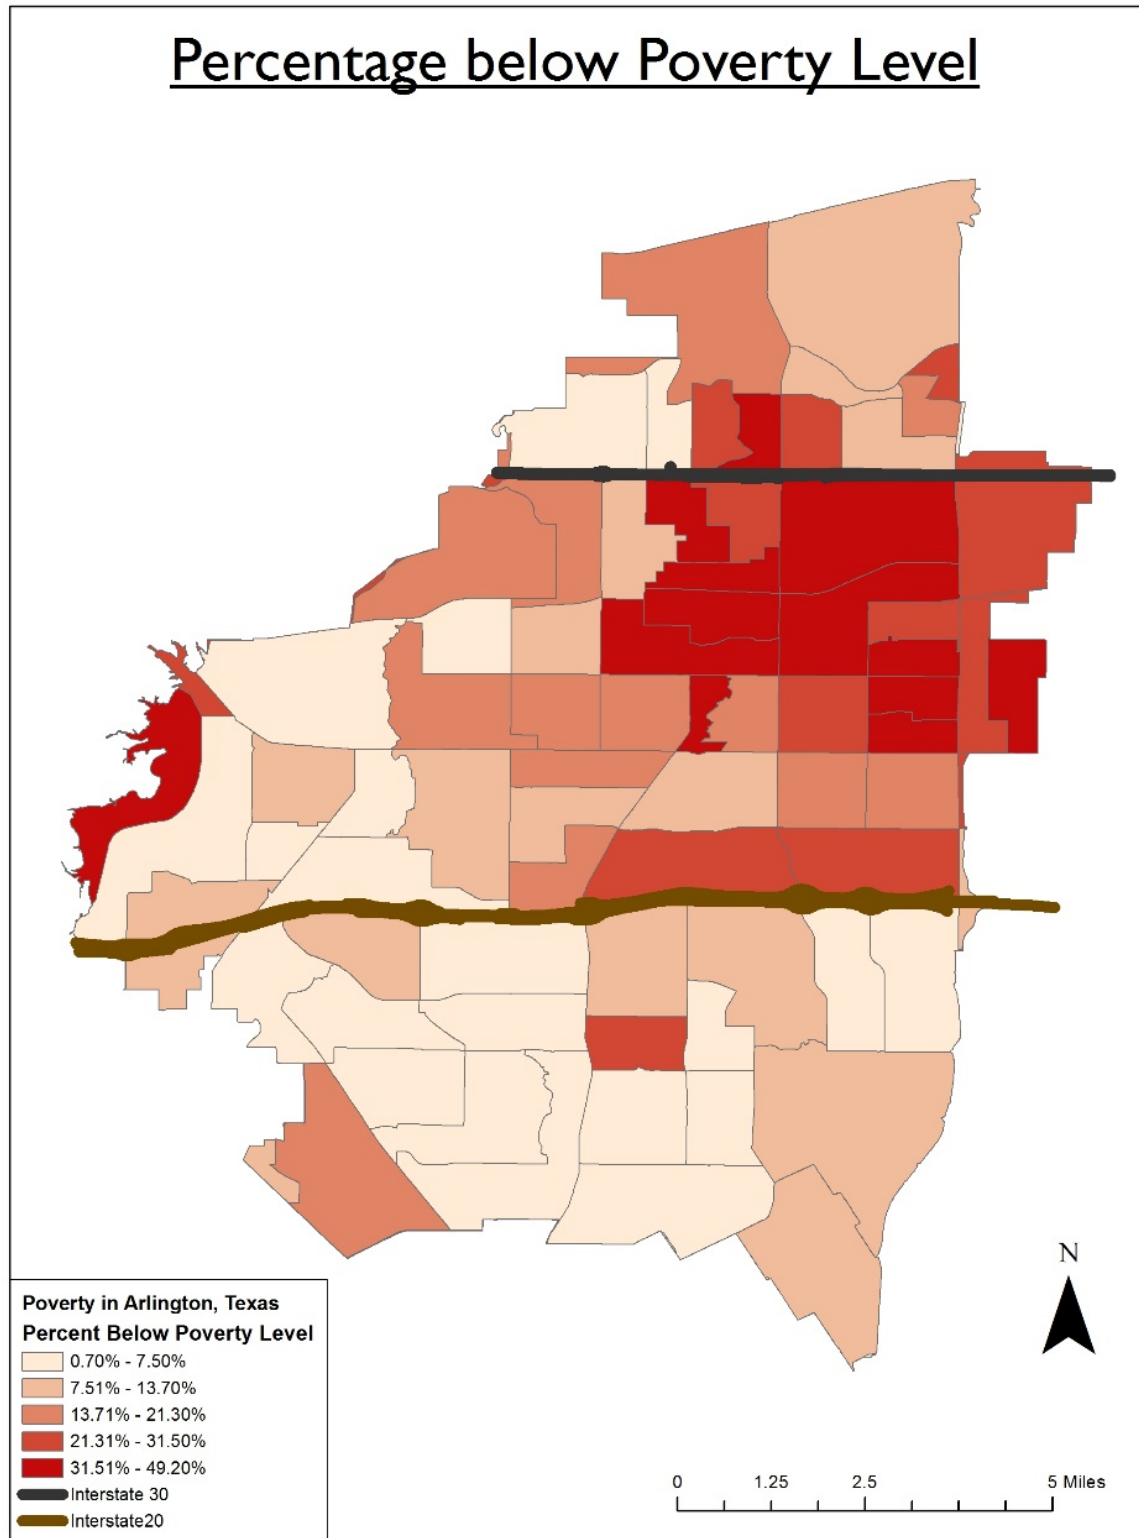 Percentage below Poverty Level
N
Poverty in Arlington, Texas
Percent Below Poverty Level
0.70% - 7.50%
7.51% - 13.70%
13.71% - 21.30%
21.31% - 31.50%
31.51% - 49.20%
Interstate 30
Interstate20
0 1.25 2.5 5 Miles